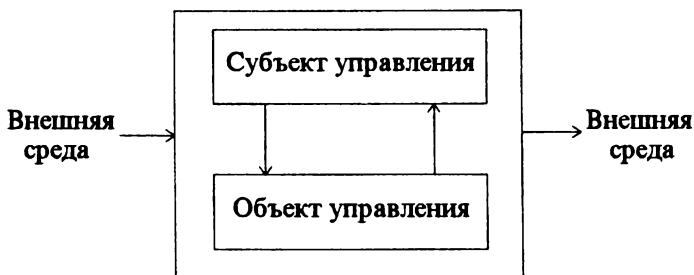 Субъект управления
Внешняя
среда
Внешняя
среда
Объект управления